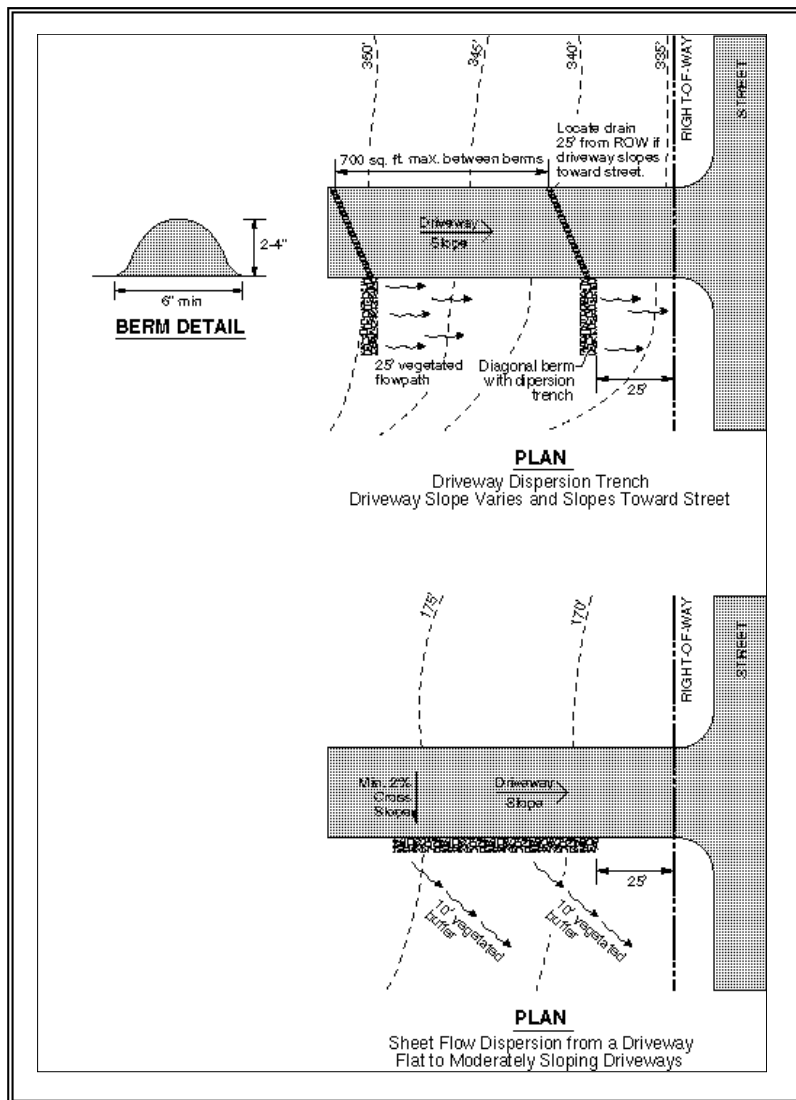 350'
345'
340'
335'
RIGHT-OF-WAY
STREET
Locate drain
25' from ROW if
driveway slopes
toward street.
700 sq. ft. max. between berms
Driveway
Slope
2-4"
6" min
BERM DETAIL
25' vegetated
flowpath
Diagonal berm
with dipersion
trench
25'
PLAN
Driveway Dispersion Trench
Driveway Slope Varies and Slopes Toward Street
175'
170'
RIGHT-OF-WAY
STREET
Min. 2%
Cross
Slope
Driveway
Slope
25'
10' vegetated
buffer
10' vegetated
buffer
PLAN
Sheet Flow Dispersion from a Driveway
Flat to Moderately Sloping Driveways